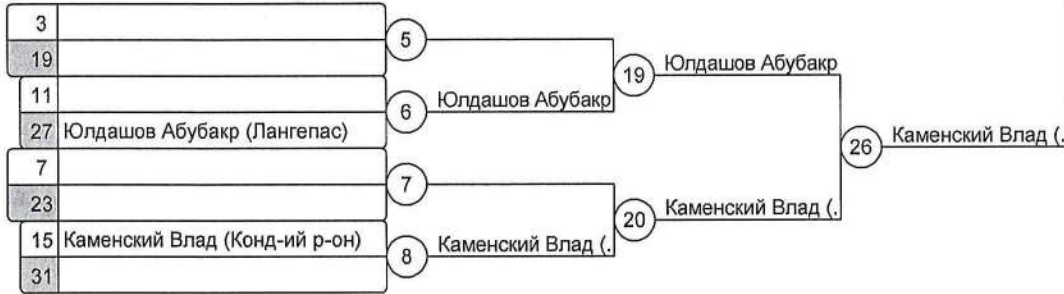 3
5
19
19 Юлдашов Абубакр
11
6 Юлдашов Абубакр
27 Юлдашов Абубакр (Лангепас)
26 Каменский Влад (.
7
7
23
20 Каменский Влад (.
15 Каменский Влад (Конд-ий р-он)
8 Каменский Влад (.
31